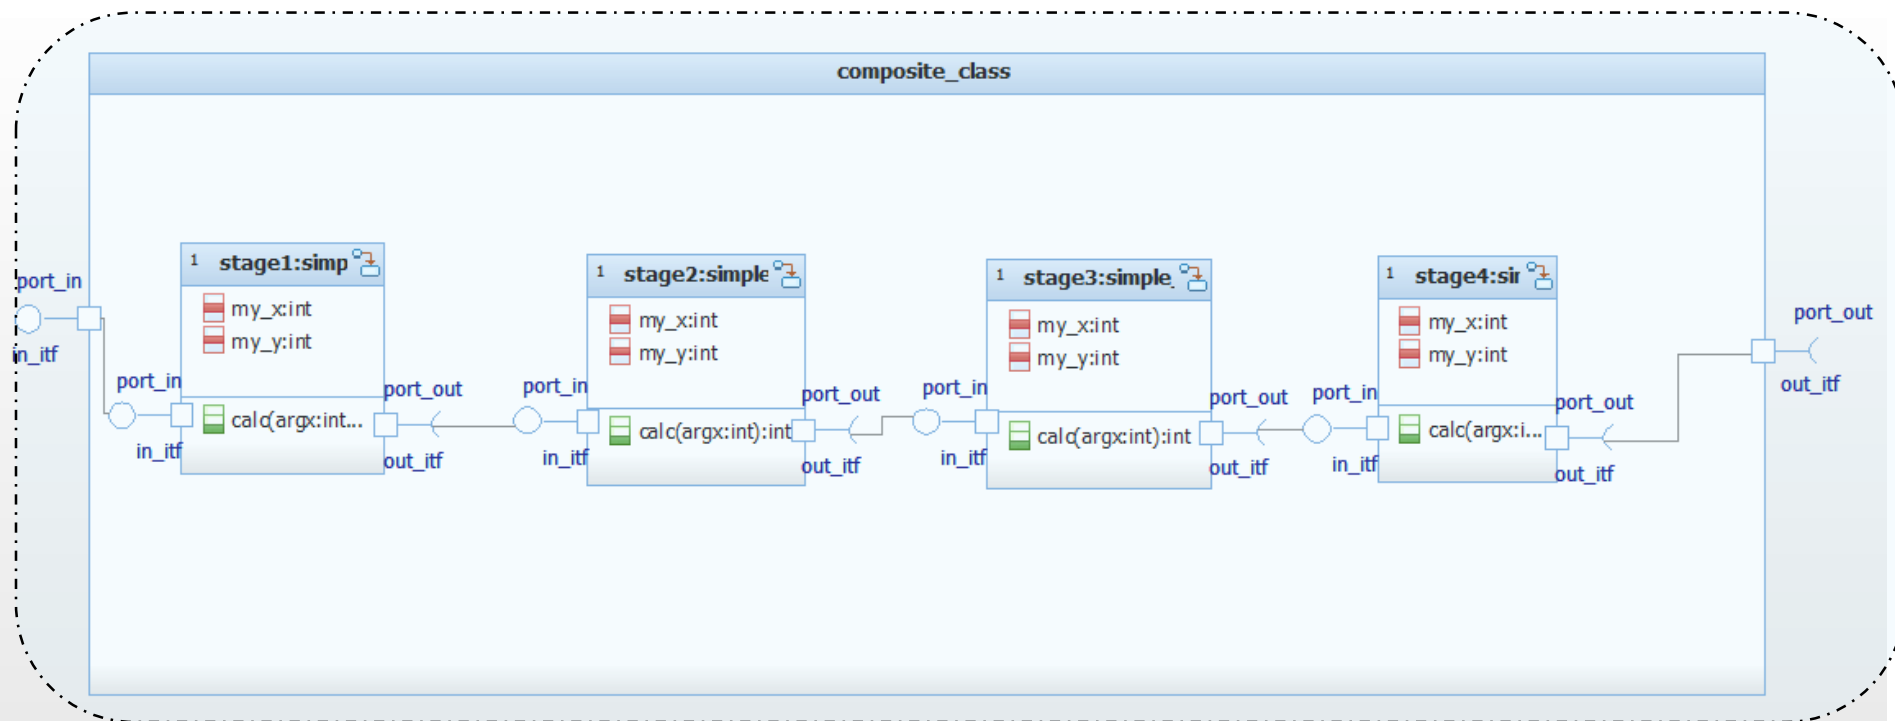 composite_class
port_in
in_itf
1 stage1:simp
my_x:int
my_y:int
calc(argx:int...
port_in
in_itf
port_out
out_itf
1 stage2:simple
my_x:int
my_y:int
calc(argx:int):int
port_in
in_itf
port_out
out_itf
1 stage3:simple_
my_x:int
my_y:int
calc(argx:int):int
port_in
in_itf
port_out
out_itf
1 stage4:sir
my_x:int
my_y:int
calc(argx:i...
port_in
in_itf
port_out
out_itf
port_out
out_itf